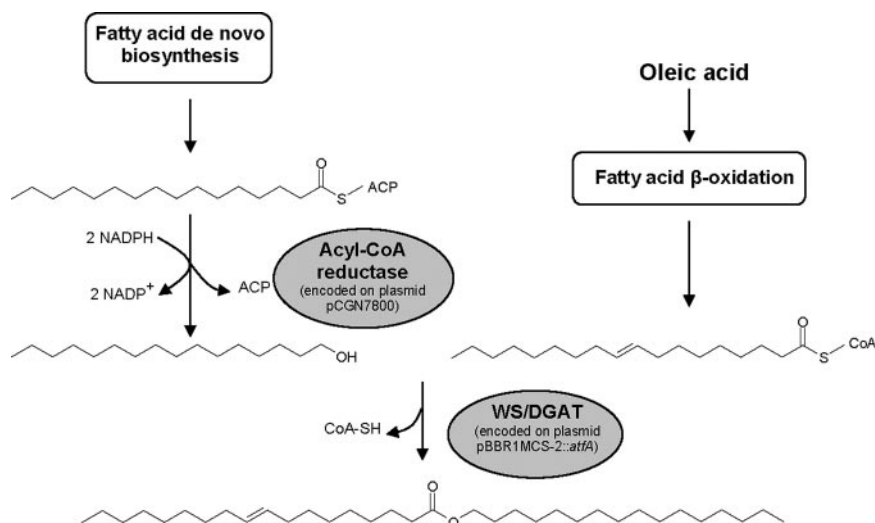 Fatty acid de novo
biosynthesis
Oleic acid
Fatty acid β-oxidation
O
S
ACP
2 NADPH
2 NADP+
ACP
Acyl-CoA
reductase
(encoded on plasmid
pCGN7800)
OH
O
S
CoA
CoA-SH
WS/DGAT
(encoded on plasmid
pBBR1MCS-2::atfA)
O
O